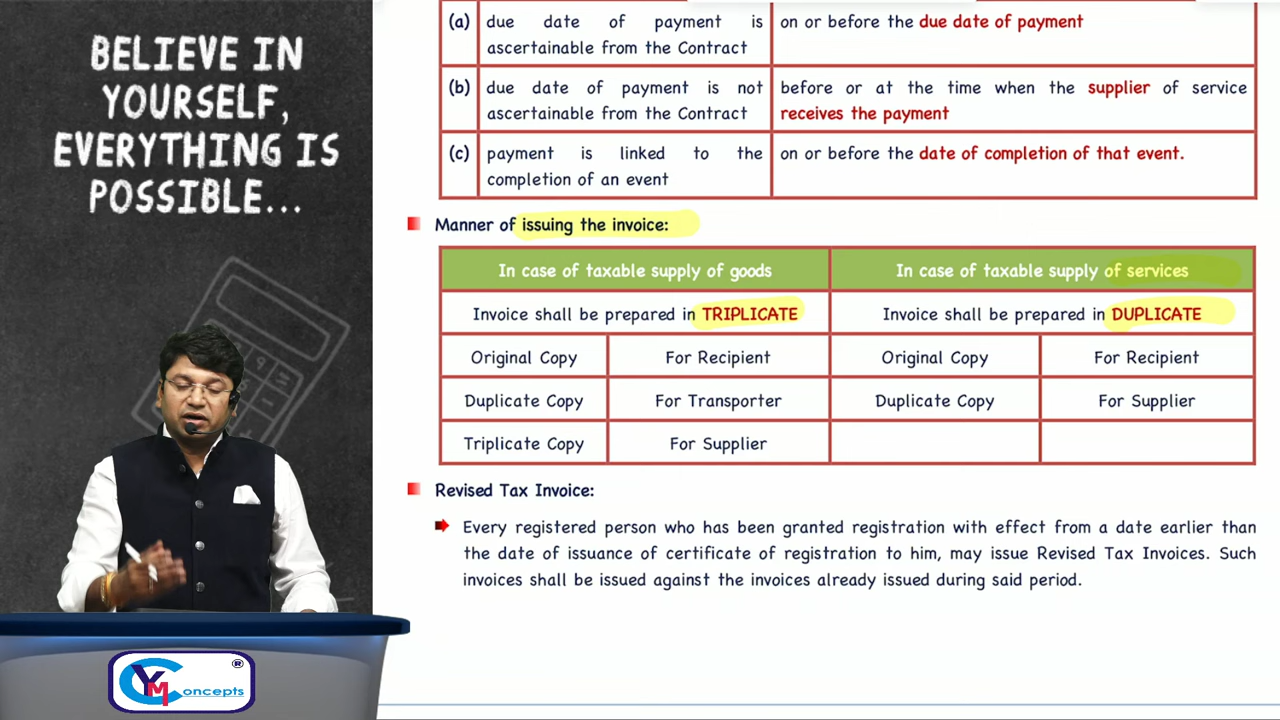 BELIEVE IN
YOURSELF,
EVERYTHING IS
POSSIBLE...
(a) due date of payment is on or before the due date of payment
ascertainable from the Contract
(b) due date of payment is not before or at the time when the supplier of service
ascertainable from the Contract receives the payment
(c) payment is linked to the on or before the date of completion of that event.
completion of an event
Manner of issuing the invoice:
In case of taxable supply of goods In case of taxable supply of services
Invoice shall be prepared in TRIPLICATE Invoice shall be prepared in DUPLICATE
Original Copy For Recipient Original Copy For Recipient
Duplicate Copy For Transporter Duplicate Copy For Supplier
Triplicate Copy For Supplier
Revised Tax Invoice:
Every registered person who has been granted registration with effect from a date earlier than
the date of issuance of certificate of registration to him, may issue Revised Tax Invoices. Such
invoices shall be issued against the invoices already issued during said period.
YMC oncepts ®